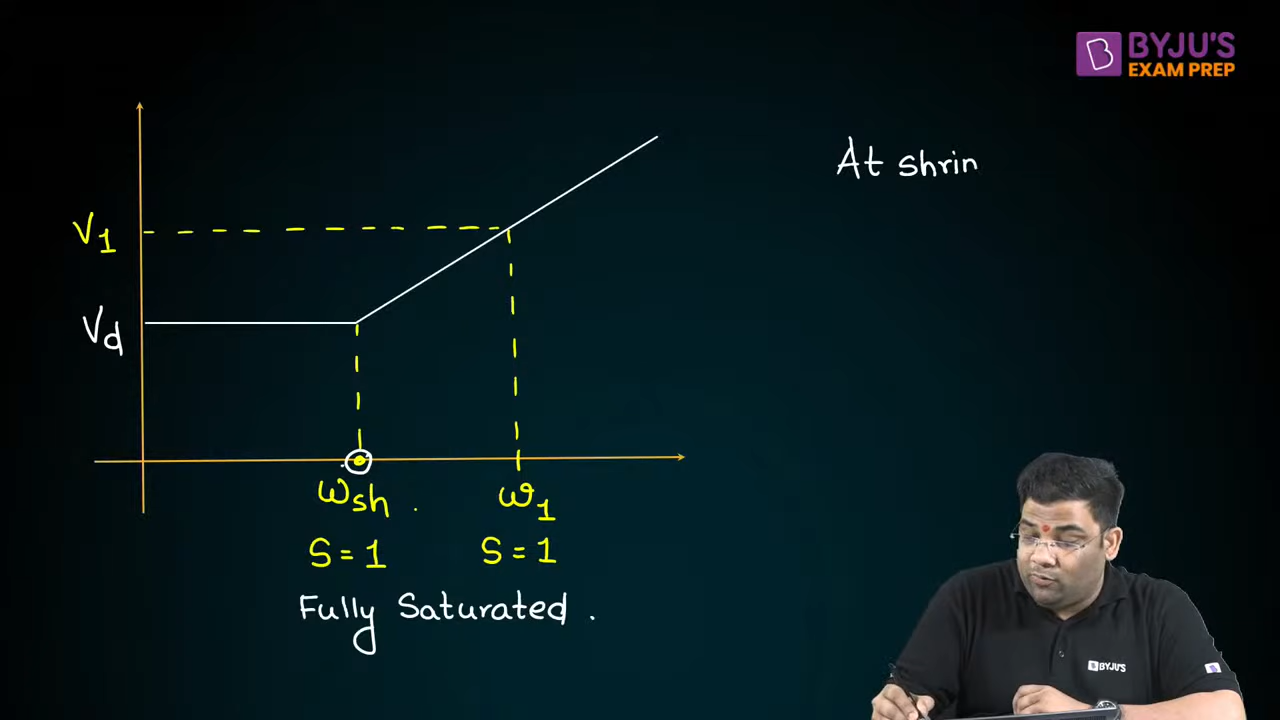 BYJU'S
EXAM PREP
At shrin
V1
Vd
ωsh .
ω1
S = 1
S = 1
Fully Saturated .
BYJU'S